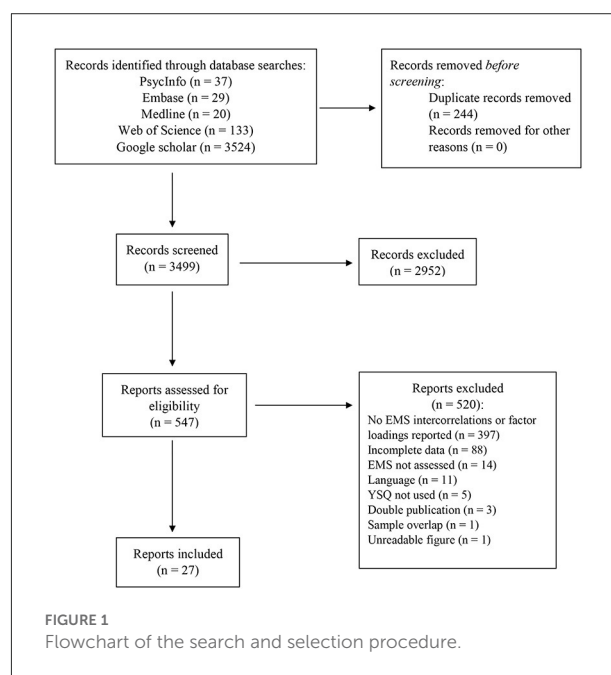 Records identified through database searches:
PsycInfo (n = 37)
Embase (n = 29)
Medline (n = 20)
Web of Science (n = 133)
Google scholar (n = 3524)
Records removed before
screening:
Duplicate records removed
(n = 244)
Records removed for other
reasons (n = 0)
Records screened
(n = 3499)
Records excluded
(n = 2952)
Reports assessed for
eligibility
(n = 547)
Reports excluded
(n = 520):
No EMS intercorrelations or factor
loadings reported (n = 397)
Incomplete data (n = 88)
EMS not assessed (n = 14)
Language (n = 11)
YSQ not used (n = 5)
Double publication (n = 3)
Sample overlap (n = 1)
Unreadable figure (n = 1)
Reports included
(n = 27)
FIGURE 1
Flowchart of the search and selection procedure.